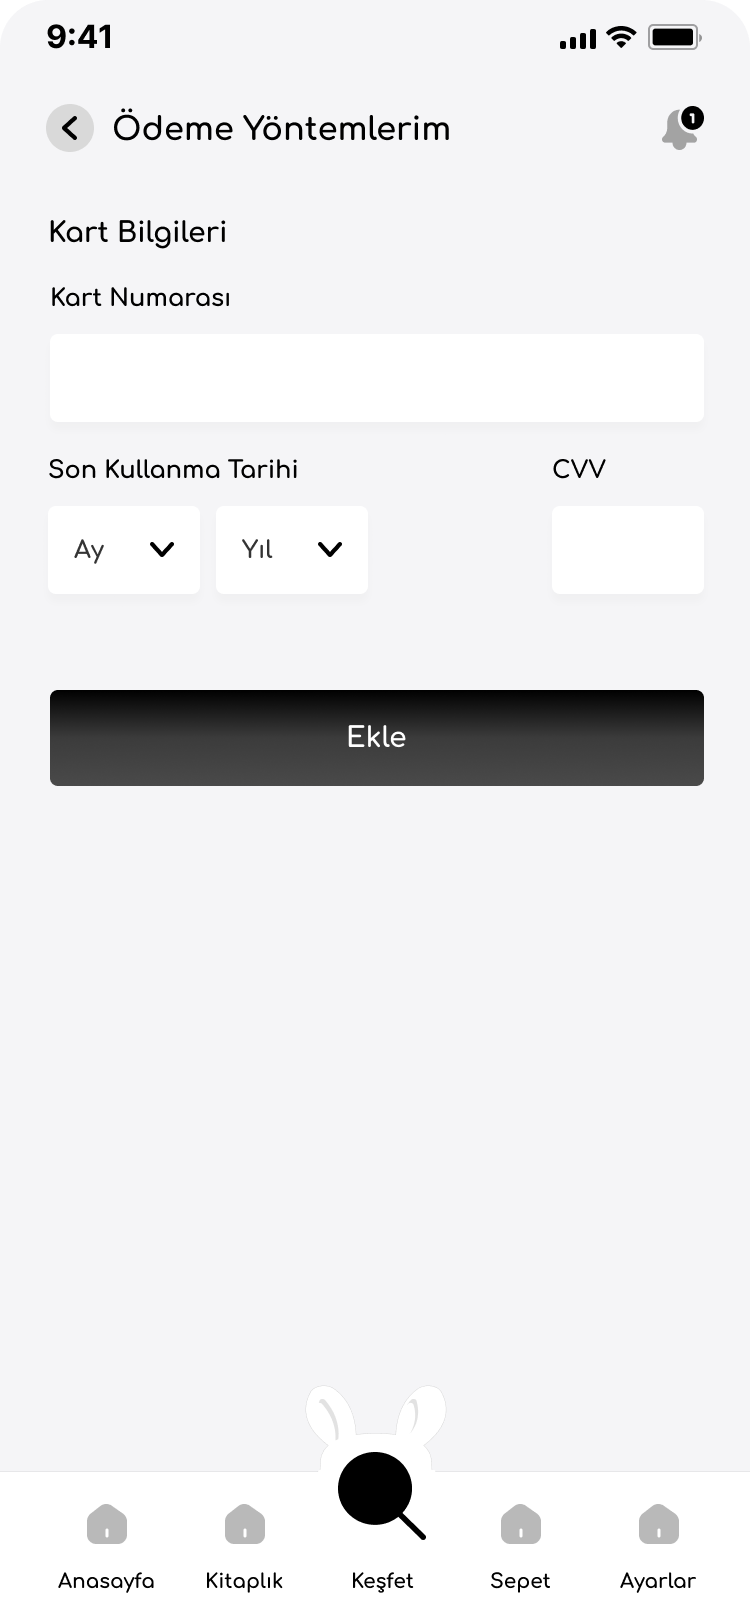 9:41
Ödeme Yöntemlerim
1
Kart Bilgileri
Kart Numarası
Son Kullanma Tarihi CVV
Ay Yıl
Ekle
Anasayfa Kitaplık Keşfet Sepet Ayarlar